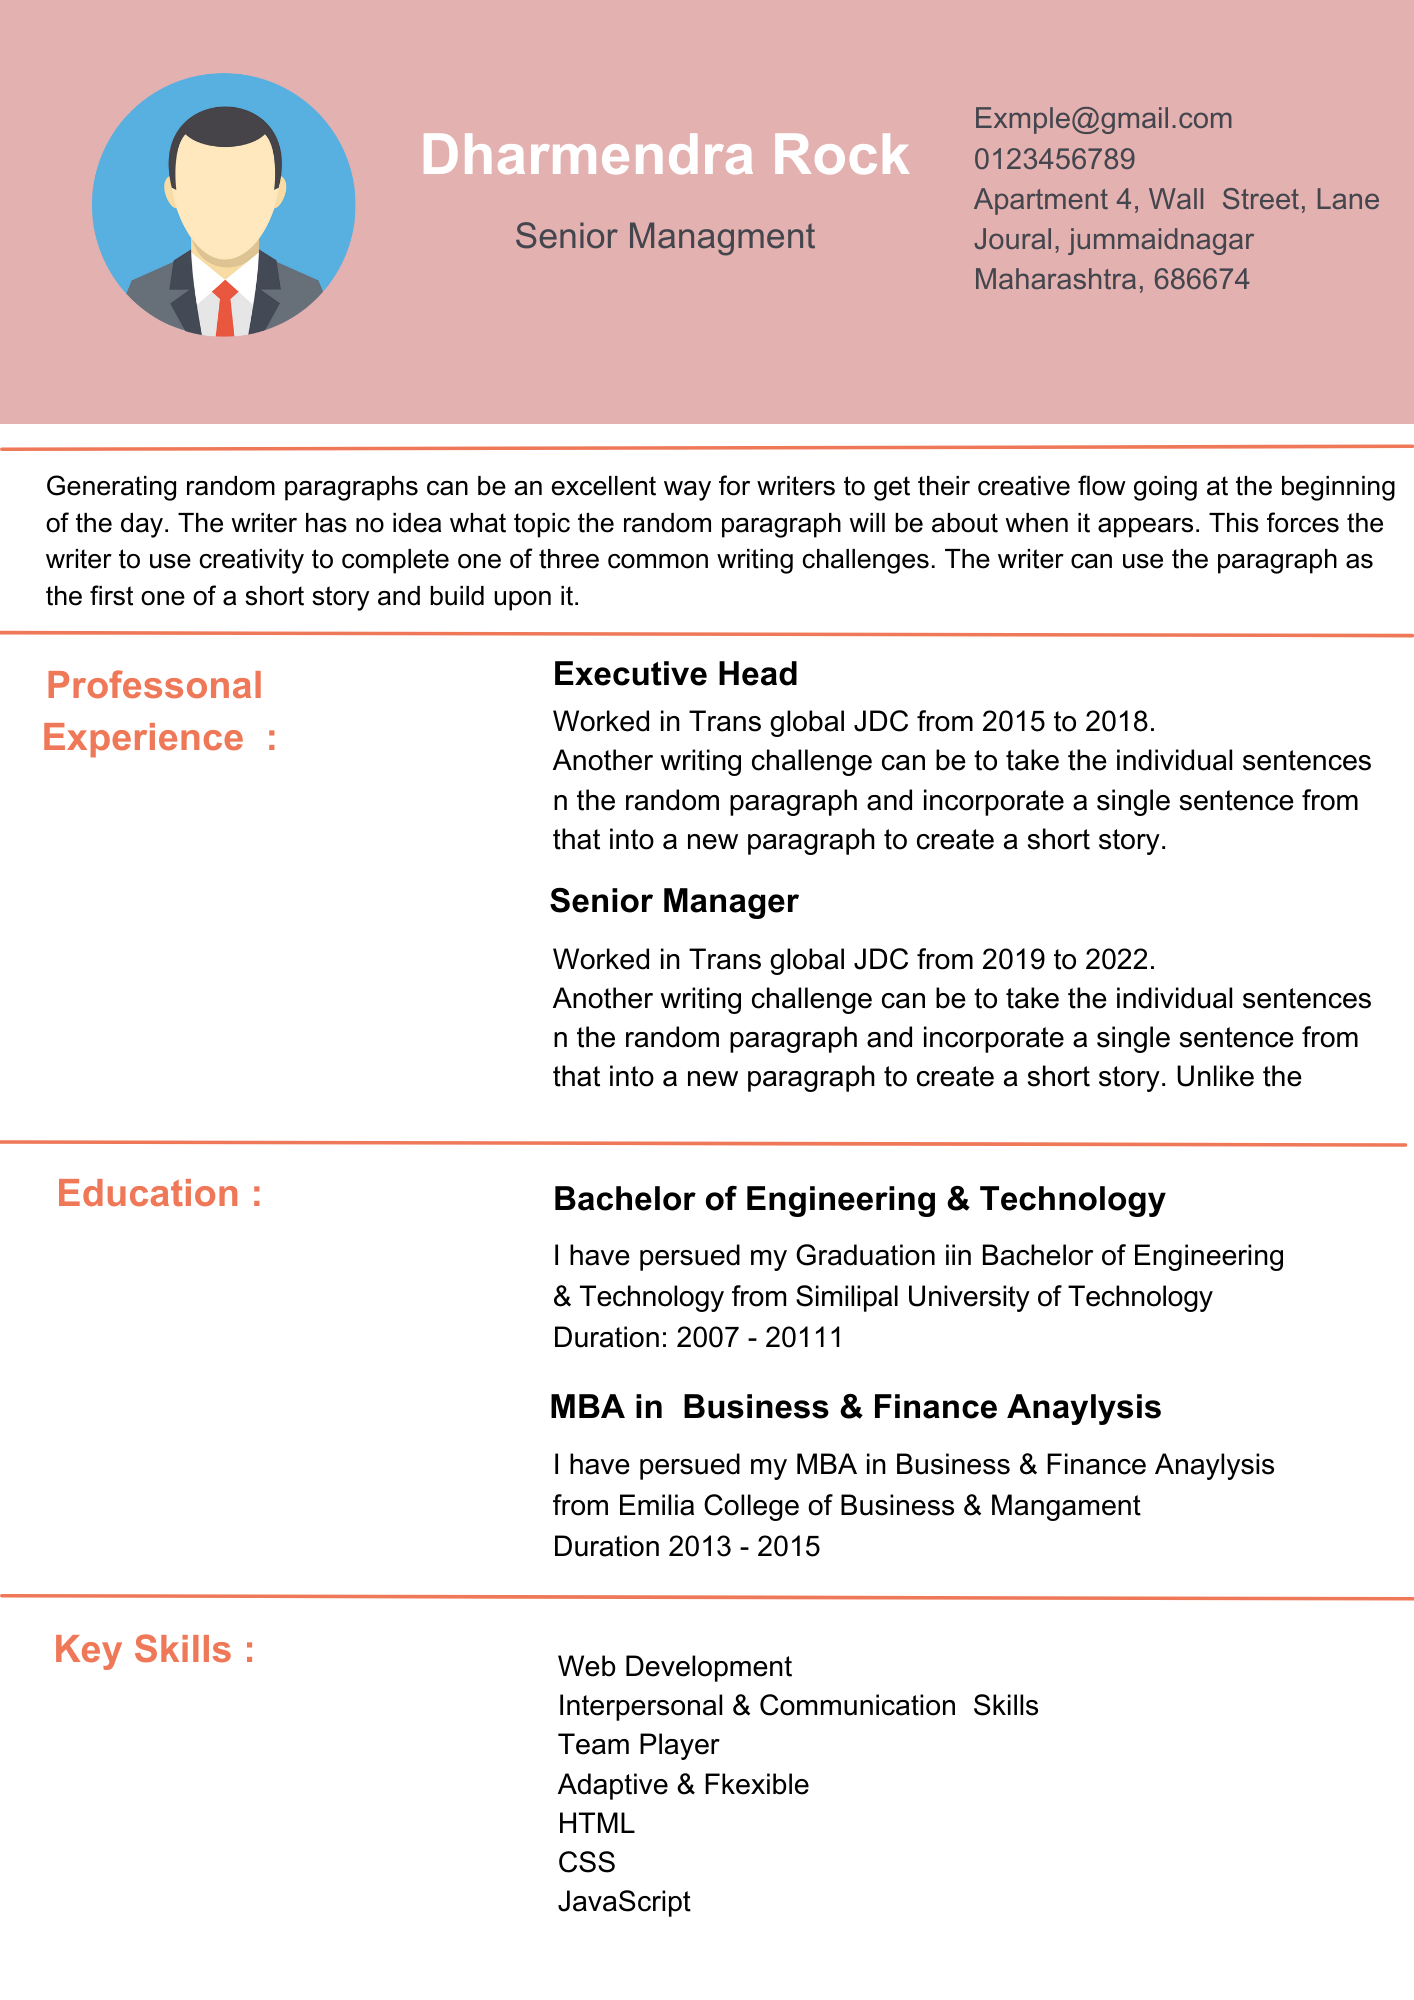 Dharmendra Rock
Senior Managment
Exmple@gmail.com
0123456789
Apartment 4, Wall  Street, Lane
Joural, jummaidnagar
Maharashtra, 686674
Generating random paragraphs can be an excellent way for writers to get their creative flow going at the beginning
of the day. The writer has no idea what topic the random paragraph will be about when it appears. This forces the
writer to use creativity to complete one of three common writing challenges. The writer can use the paragraph as
the first one of a short story and build upon it.
Professonal
Experience  :
Executive Head
Worked in Trans global JDC from 2015 to 2018.
Another writing challenge can be to take the individual sentences
n the random paragraph and incorporate a single sentence from
that into a new paragraph to create a short story.
Senior Manager
Worked in Trans global JDC from 2019 to 2022.
Another writing challenge can be to take the individual sentences
n the random paragraph and incorporate a single sentence from
that into a new paragraph to create a short story. Unlike the
Education :
Bachelor of Engineering & Technology
I have persued my Graduation iin Bachelor of Engineering
& Technology from Similipal University of Technology
Duration: 2007 - 20111
MBA in  Business & Finance Anaylysis
I have persued my MBA in Business & Finance Anaylysis
from Emilia College of Business & Mangament
Duration 2013 - 2015
Key Skills :
Web Development
Interpersonal & Communication  Skills
Team Player
Adaptive & Fkexible
HTML
CSS
JavaScript